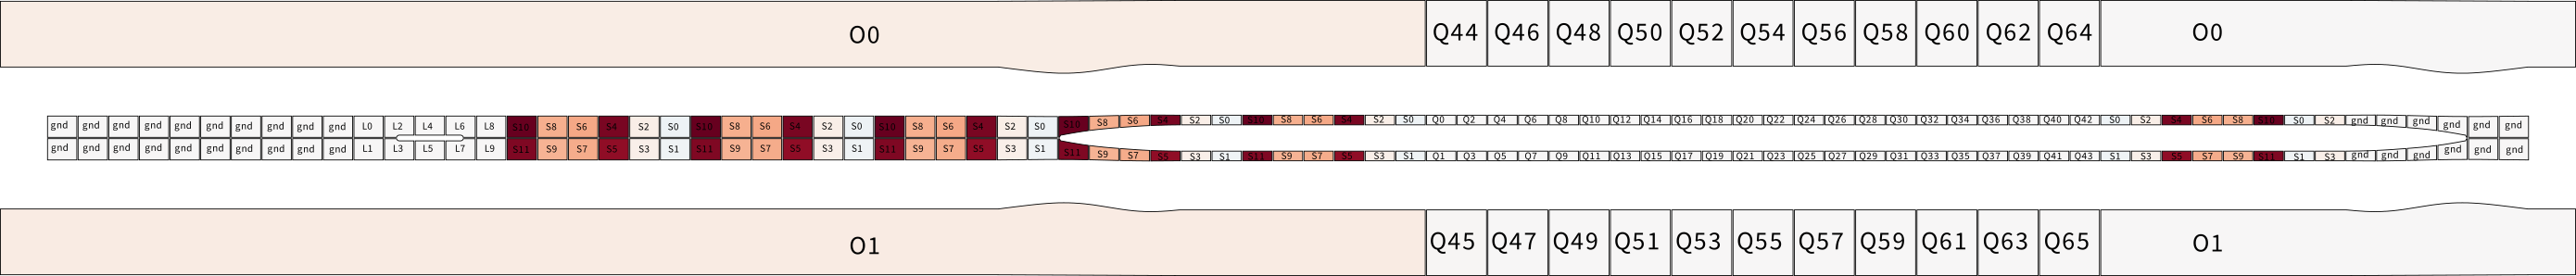 O0 Q44 Q46 Q48 Q50 Q52 Q54 Q56 Q58 Q60 Q62 Q64 O0
gnd gnd gnd gnd gnd gnd gnd gnd gnd gnd L0 L2 L4 L6 L8 S10 S8 S6 S4 S2 S0 S10 S8 S6 S4 S2 S0 S10 S8 S6 S4 S2 S0 S10 S8 S6 S4 S2 S0 S10 S8 S6 S4 S2 S0 Q0 Q2 Q4 Q6 Q8 Q10 Q12 Q14 Q16 Q18 Q20 Q22 Q24 Q26 Q28 Q30 Q32 Q34 Q36 Q38 Q40 Q42 S0 S2 S4 S6 S8 S10 S0 S2 gnd gnd gnd gnd gnd gnd
gnd gnd gnd gnd gnd gnd gnd gnd gnd gnd L1 L3 L5 L7 L9 S11 S9 S7 S5 S3 S1 S11 S9 S7 S5 S3 S1 S11 S9 S7 S5 S3 S1 S11 S9 S7 S5 S3 S1 S11 S9 S7 S5 S3 S1 Q1 Q3 Q5 Q7 Q9 Q11 Q13 Q15 Q17 Q19 Q21 Q23 Q25 Q27 Q29 Q31 Q33 Q35 Q37 Q39 Q41 Q43 S1 S3 S5 S7 S9 S11 S1 S3 gnd gnd gnd gnd gnd gnd
O1 Q45 Q47 Q49 Q51 Q53 Q55 Q57 Q59 Q61 Q63 Q65 O1